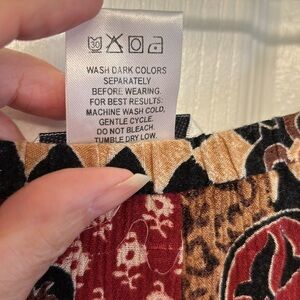 30
WASH DARK COLORS
SEPARATELY
BEFORE WEARING.
FOR BEST RESULTS:
MACHINE WASH COLD,
GENTLE CYCLE.
DO NOT BLEACH.
TUMBLE DRY LOW.